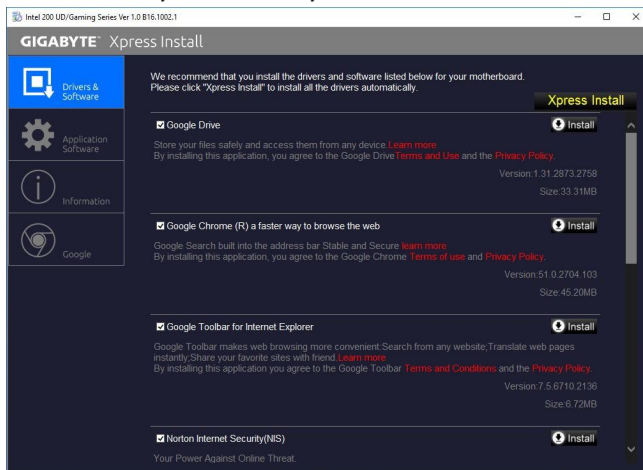 Intel 200 UD/Gaming Series Ver 1.0 B16.1002.1
GIGABYTE™ Xpress Install
Drivers & Software
Application Software
Information
Google
We recommend that you install the drivers and software listed below for your motherboard.
Please click "Xpress Install" to install all the drivers automatically.
Xpress Install
Google Drive
Install
Store your files safely and access them from any device.Learn more
By installing this application, you agree to the Google DriveTerms and Use and the Privacy Policy.
Version:1.31.2873.2758
Size:33.31MB
Google Chrome (R) a faster way to browse the web
Install
Google Search built into the address bar Stable and Secure learn more
By installing this application, you agree to the Google Chrome Terms of use and Privacy Policy.
Version:51.0.2704.103
Size:45.20MB
Google Toolbar for Internet Explorer
Install
Google Toolbar makes web browsing more convenient;Search from any website;Translate web pages
instantly;Share your favorite sites with friend.Learn more
By installing this application you agree to the Google Toolbar Terms and Conditions and the Privacy Policy.
Version:7.5.6710.2136
Size:6.72MB
Norton Internet Security(NIS)
Install
Your Power Against Online Threat.